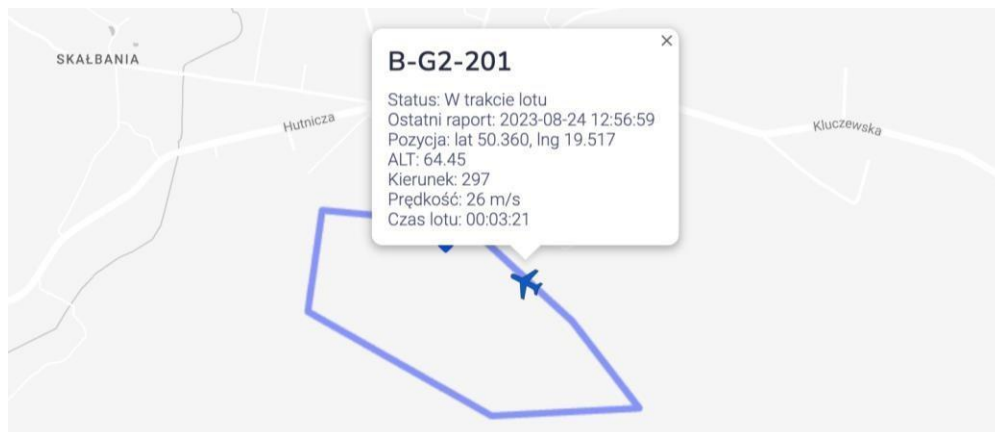 SKAŁBANIA
Hutnicza
B-G2-201
×
Status: W trakcie lotu
Ostatni raport: 2023-08-24 12:56:59
Pozycja: lat 50.360, lng 19.517
ALT: 64.45
Kierunek: 297
Prędkość: 26 m/s
Czas lotu: 00:03:21
Kluczewska